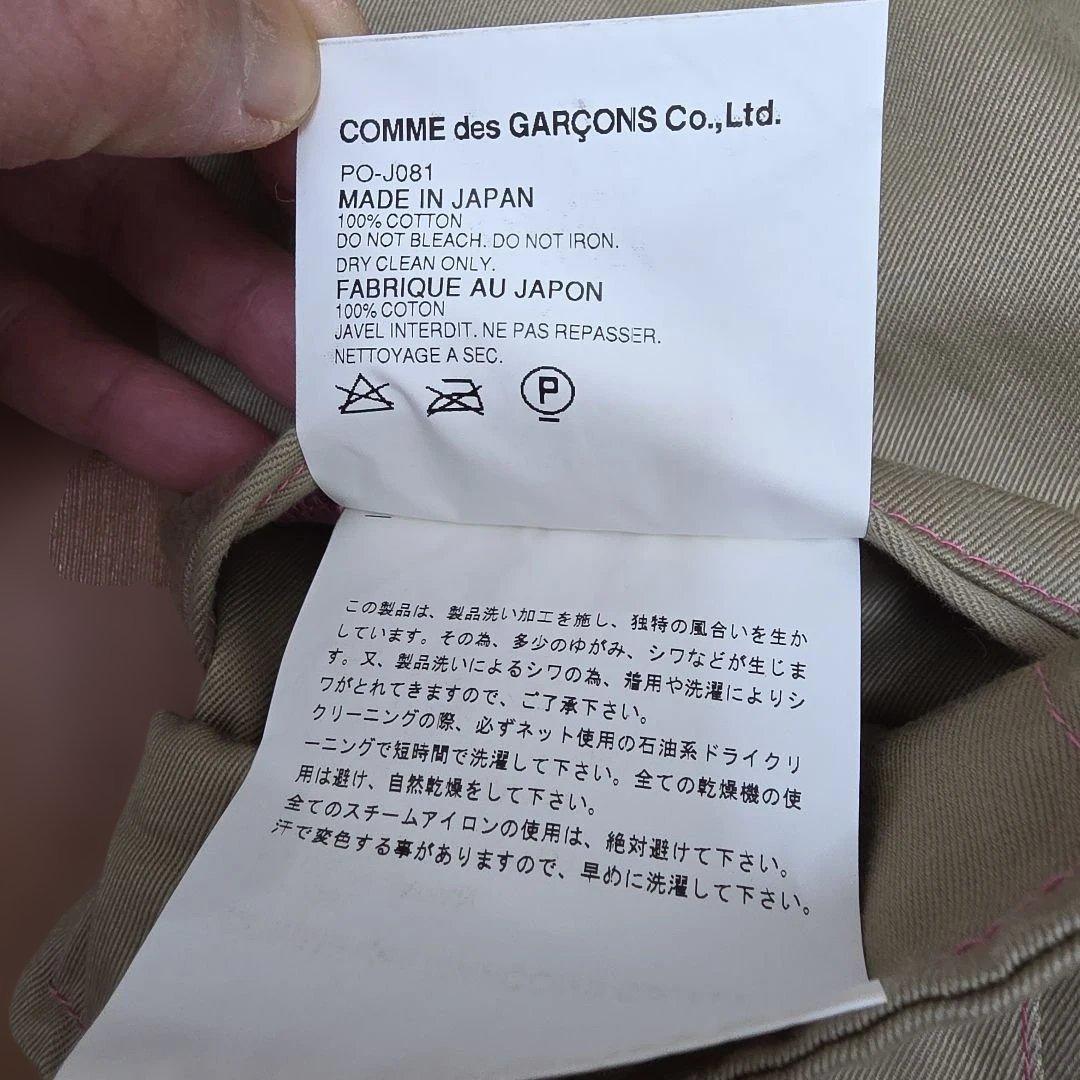 COMME des GARÇONS Co.,Ltd.
PO-J081
MADE IN JAPAN
100% COTTON
DO NOT BLEACH. DO NOT IRON.
DRY CLEAN ONLY.
FABRIQUE AU JAPON
100% COTON
JAVEL INTERDIT. NE PAS REPASSER.
NETTOYAGE A SEC.
P
この製品は、製品洗い加工を施し、独特の風合いを生か
しています。その為、多少のゆがみ、シワなどが生じま
す。又、製品洗いによるシワの為、着用や洗濯によりシ
ワがとれてきますので、ご了承下さい。
クリーニングの際、必ずネット使用の石油系ドライクリ
ーニングで短時間で洗濯して下さい。全ての乾燥機の使
用は避け、自然乾燥をして下さい。
全てのスチームアイロンの使用は、絶対避けて下さい。
汗で変色する事がありますので、早めに洗濯して下さい。